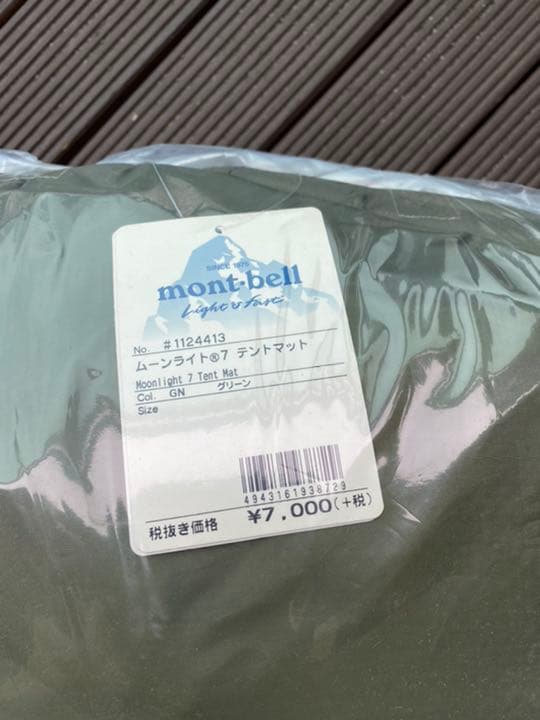 SINCE 1975
mont-bell
Light & Fast
No. #1124413
ムーンライト®7 テントマット
Moonlight 7 Tent Mat
Col. GN グリーン
Size
4943161938729
税抜き価格 ¥7,000(+税)